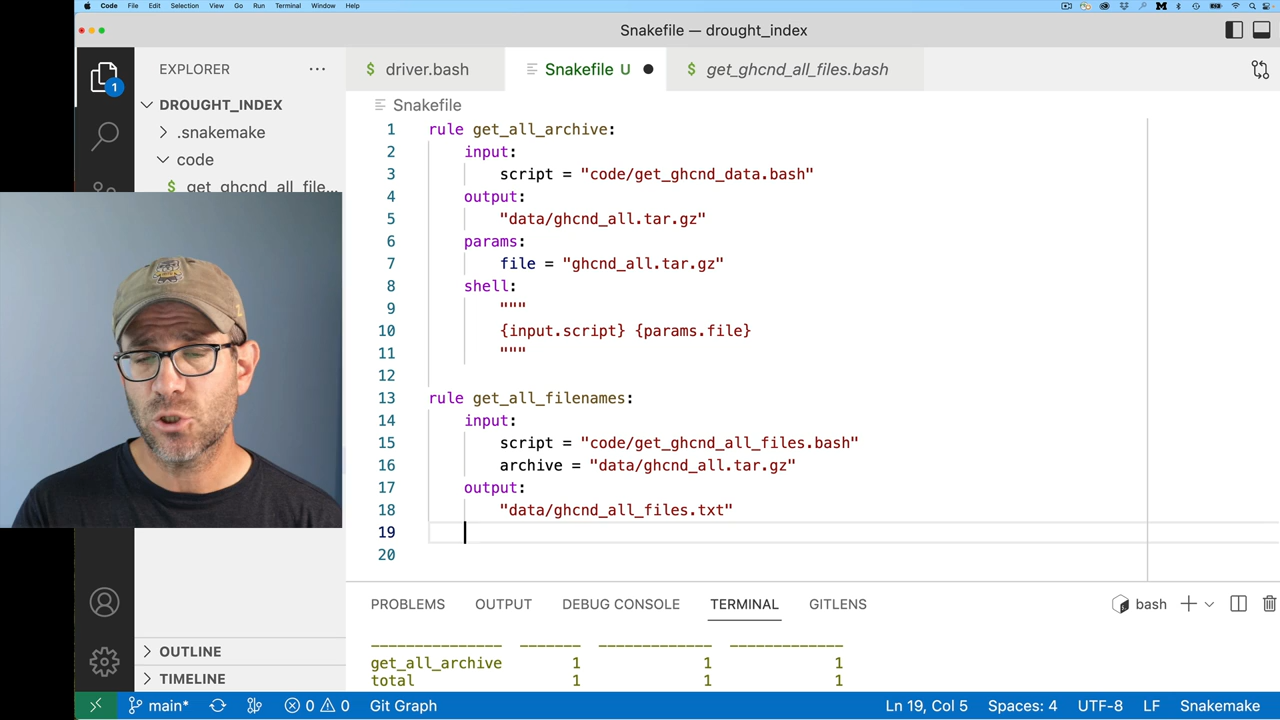 Code File Edit Selection View Go Run Terminal Window Help
Snakefile — drought_index
EXPLORER
$ driver.bash
Snakefile U
$ get_ghcnd_all_files.bash
1
DROUGHT_INDEX
Snakefile
.snakemake
code
$ get_ghcnd_all_file...
1 rule get_all_archive:
2 input:
3 script = "code/get_ghcnd_data.bash"
4 output:
5 "data/ghcnd_all.tar.gz"
6 params:
7 file = "ghcnd_all.tar.gz"
8 shell:
9 """
10 {input.script} {params.file}
11 """
12
13 rule get_all_filenames:
14 input:
15 script = "code/get_ghcnd_all_files.bash"
16 archive = "data/ghcnd_all.tar.gz"
17 output:
18 "data/ghcnd_all_files.txt"
19
20
PROBLEMS OUTPUT DEBUG CONSOLE TERMINAL GITLENS
bash
--------------- ------- ------------- -------------
get_all_archive 1 1 1
total 1 1 1
OUTLINE
TIMELINE
main* 0 0 Git Graph Ln 19, Col 5 Spaces: 4 UTF-8 LF Snakemake